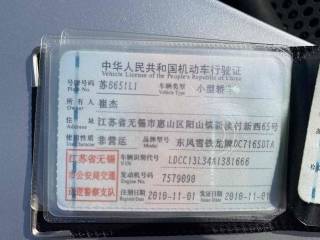 中华人民共和国机动车行驶证
Vehicle License of the People's Republic of China
号牌号码 苏B651L1 车辆类型 小型轿车
Plate No. Vehicle Type
所有人 崔杰
Owner
住址 江苏省无锡市惠山区阳山镇新渎村新西65号
Address
使用性质 非营运 品牌型号 东风雪铁龙牌DC7165DTA
Use Character Model
江苏省无锡
市公安局交通
巡逻警察支队
车辆识别代号 LDCC13L34A1381666
VIN
发动机号码 7579090
Engine No.
注册日期 2010-11-01 发证日期 2010-11-01
Register Date Issue Date